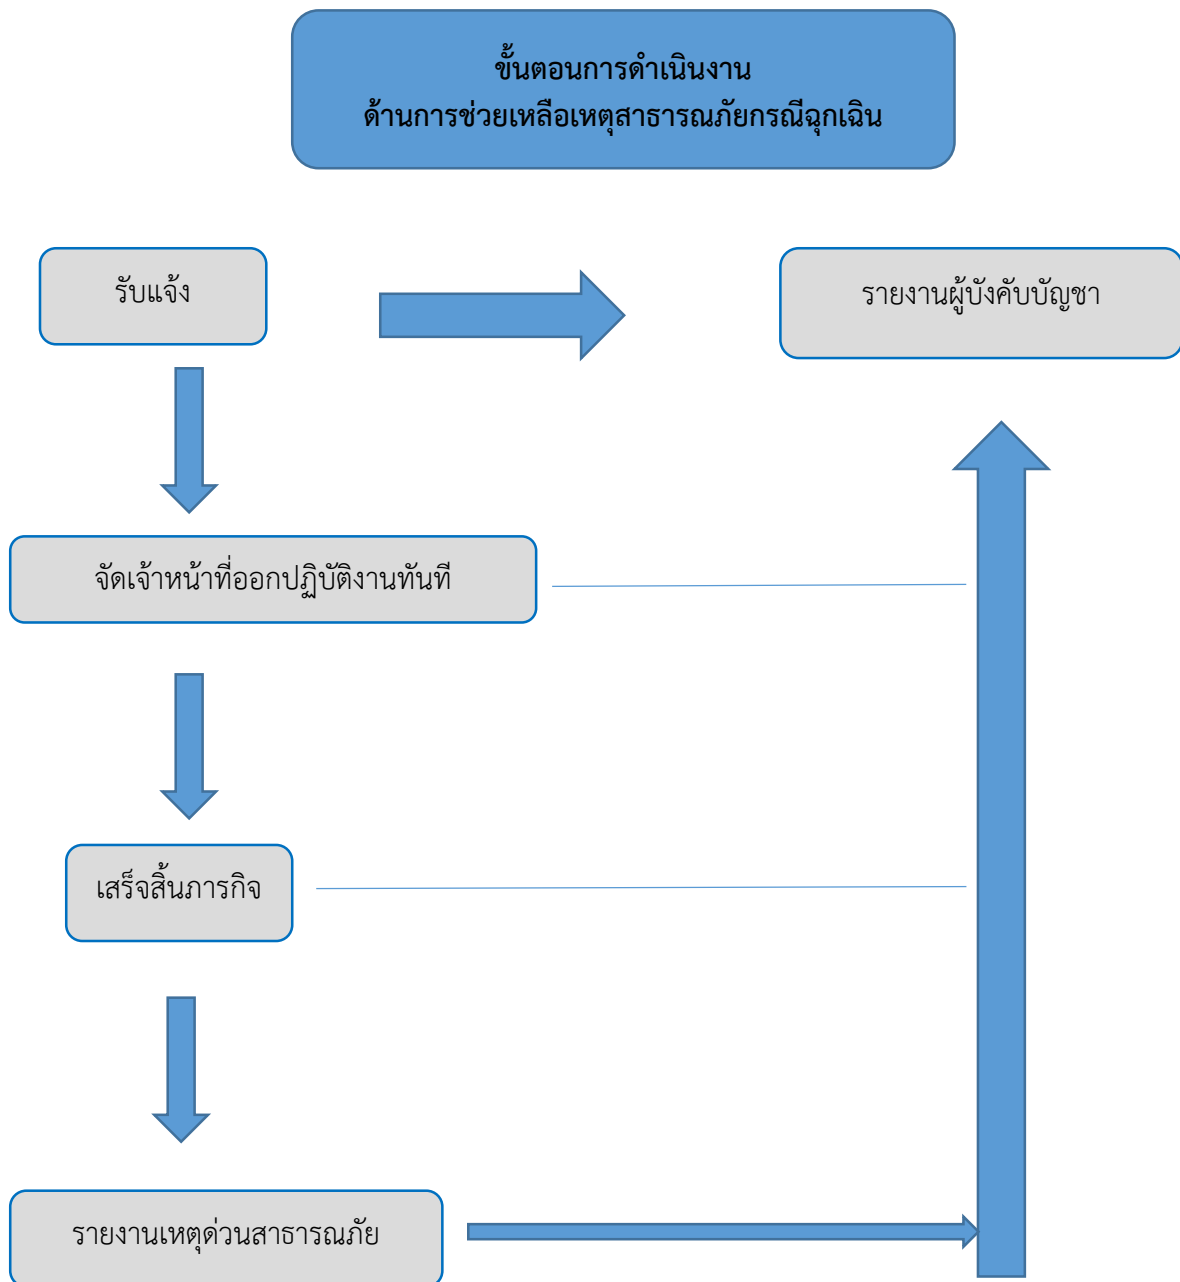 ขั้นตอนการดำเนินงาน
ด้านการช่วยเหลือเหตุสาธารณภัยกรณีฉุกเฉิน
รับแจ้ง
รายงานผู้บังคับบัญชา
จัดเจ้าหน้าที่ออกปฏิบัติงานทันที
เสร็จสิ้นภารกิจ
รายงานเหตุด่วนสาธารณภัย